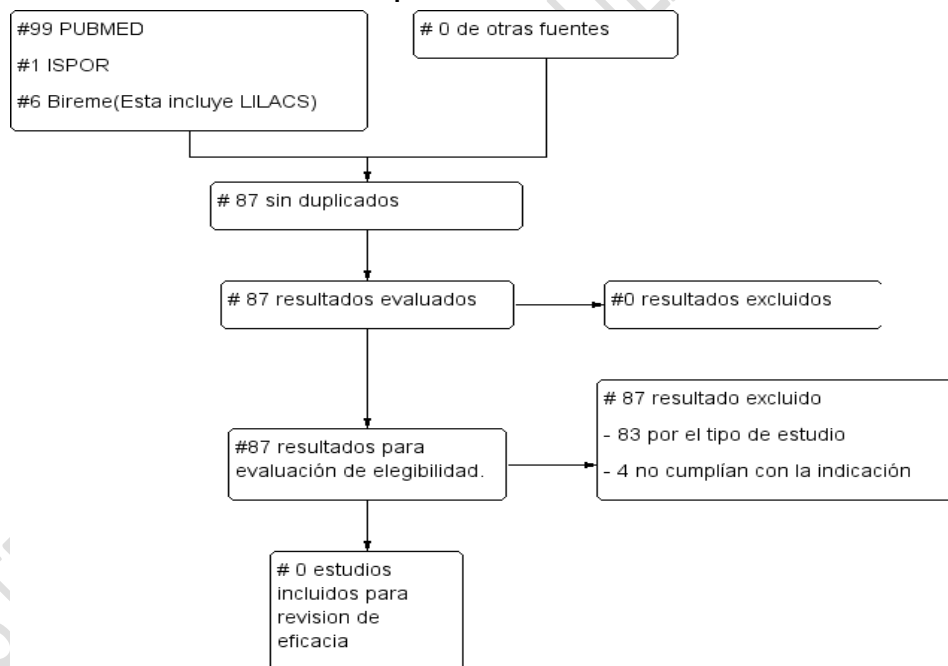 #99 PUBMED
#1 ISPOR
#6 Bireme(Esta incluye LILACS)
# 0 de otras fuentes
# 87 sin duplicados
# 87 resultados evaluados
#0 resultados excluidos
#87 resultados para
evaluación de elegibilidad.
# 87 resultado excluido
- 83 por el tipo de estudio
- 4 no cumplían con la indicación
# 0 estudios
incluidos para
revision de
eficacia